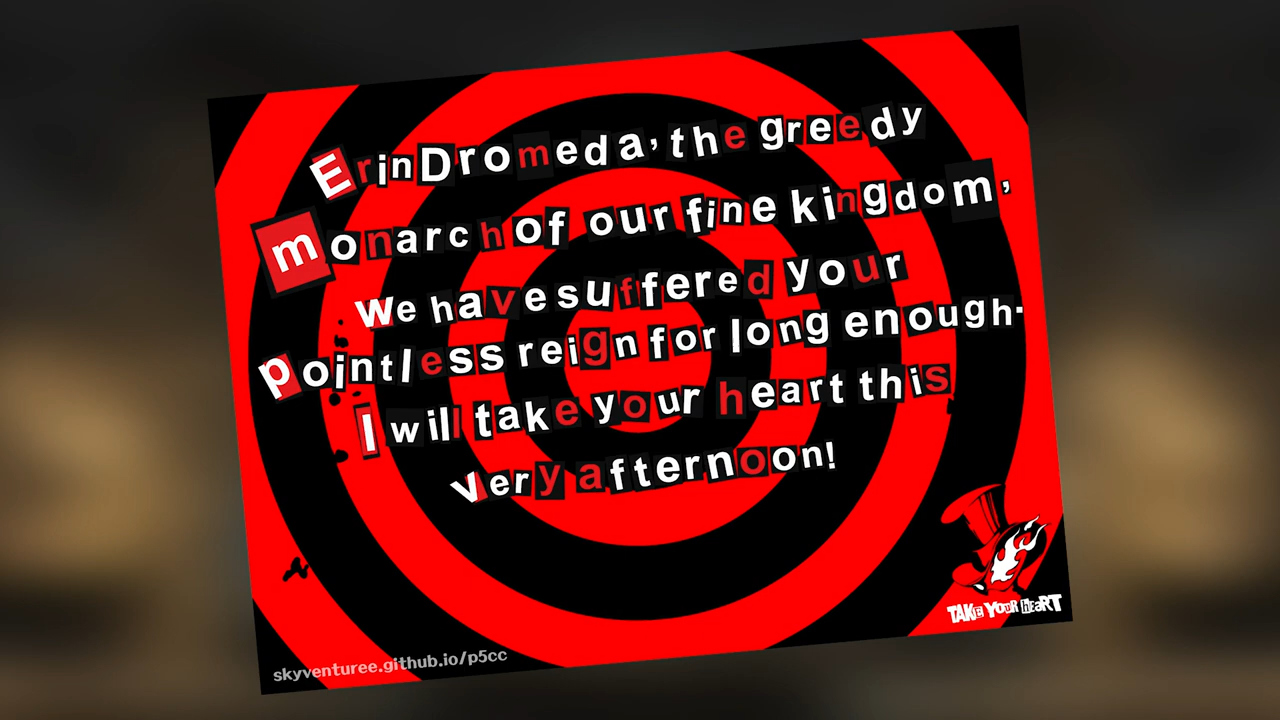 ErinDromeda, the greedy
monarch of our fine kingdom,
We have suffered your
pointless reign for long enough.
I will take your heart this
very afternoon!
TAKE YOUR HEART
skyventuree.github.io/p5cc